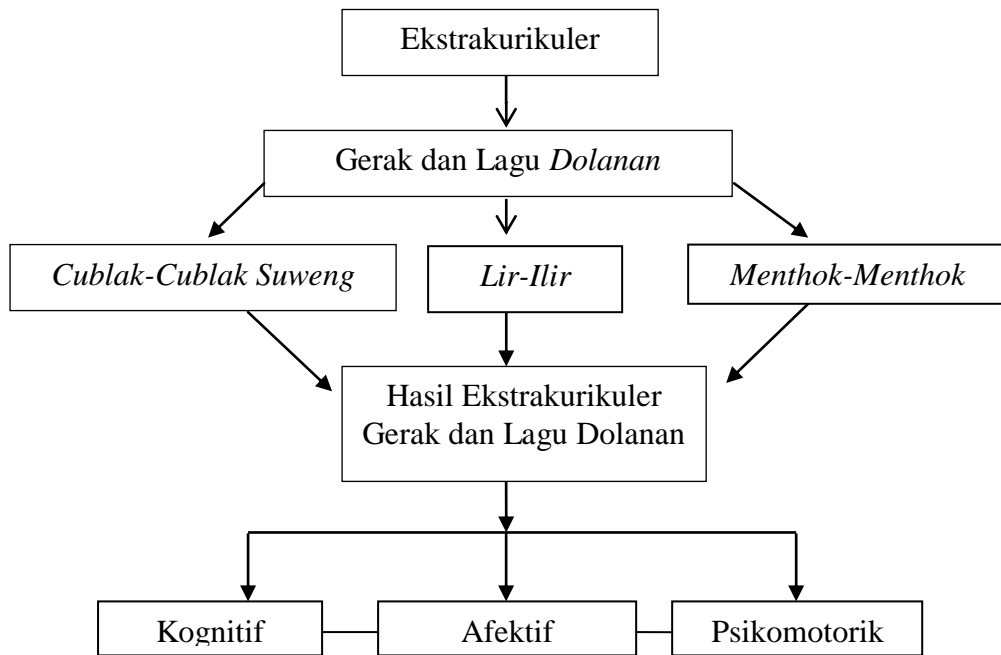 Ekstrakurikuler
Gerak dan Lagu Dolanan
Cublak-Cublak Suweng
Lir-Ilir
Menthok-Menthok
Hasil Ekstrakurikuler
Gerak dan Lagu Dolanan
Kognitif
Afektif
Psikomotorik